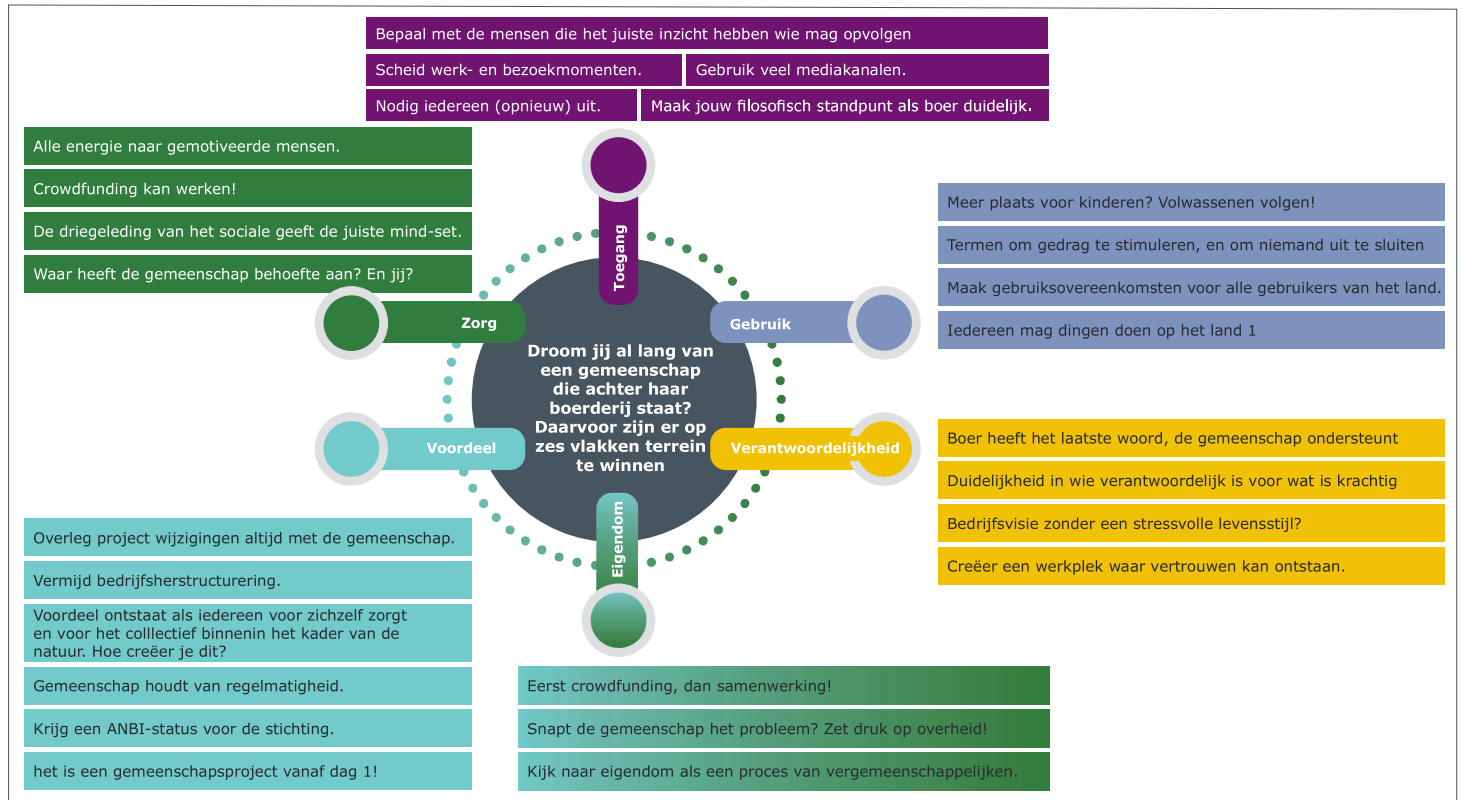 Bepaal met de mensen die het juiste inzicht hebben wie mag opvolgen
Scheid werk- en bezoekmomenten.
Gebruik veel mediakanalen.
Nodig iedereen (opnieuw) uit.
Maak jouw filosofisch standpunt als boer duidelijk.
Toegang
Alle energie naar gemotiveerde mensen.
Crowdfunding kan werken!
De driegeleding van het sociale geeft de juiste mind-set.
Waar heeft de gemeenschap behoefte aan? En jij?
Zorg
Meer plaats voor kinderen? Volwassenen volgen!
Termen om gedrag te stimuleren, en om niemand uit te sluiten
Maak gebruiksovereenkomsten voor alle gebruikers van het land.
Iedereen mag dingen doen op het land 1
Gebruik
Droom jij al lang van
een gemeenschap
die achter haar
boerderij staat?
Daarvoor zijn er op
zes vlakken terrein
te winnen
Voordeel
Verantwoordelijkheid
Boer heeft het laatste woord, de gemeenschap ondersteunt
Duidelijkheid in wie verantwoordelijk is voor wat is krachtig
Bedrijfsvisie zonder een stressvolle levensstijl?
Creëer een werkplek waar vertrouwen kan ontstaan.
Eigendom
Overleg project wijzigingen altijd met de gemeenschap.
Vermijd bedrijfsherstructurering.
Voordeel ontstaat als iedereen voor zichzelf zorgt
en voor het colllectief binnenin het kader van de
natuur. Hoe creëer je dit?
Gemeenschap houdt van regelmatigheid.
Krijg een ANBI-status voor de stichting.
het is een gemeenschapsproject vanaf dag 1!
Eerst crowdfunding, dan samenwerking!
Snapt de gemeenschap het probleem? Zet druk op overheid!
Kijk naar eigendom als een proces van vergemeenschappelijken.